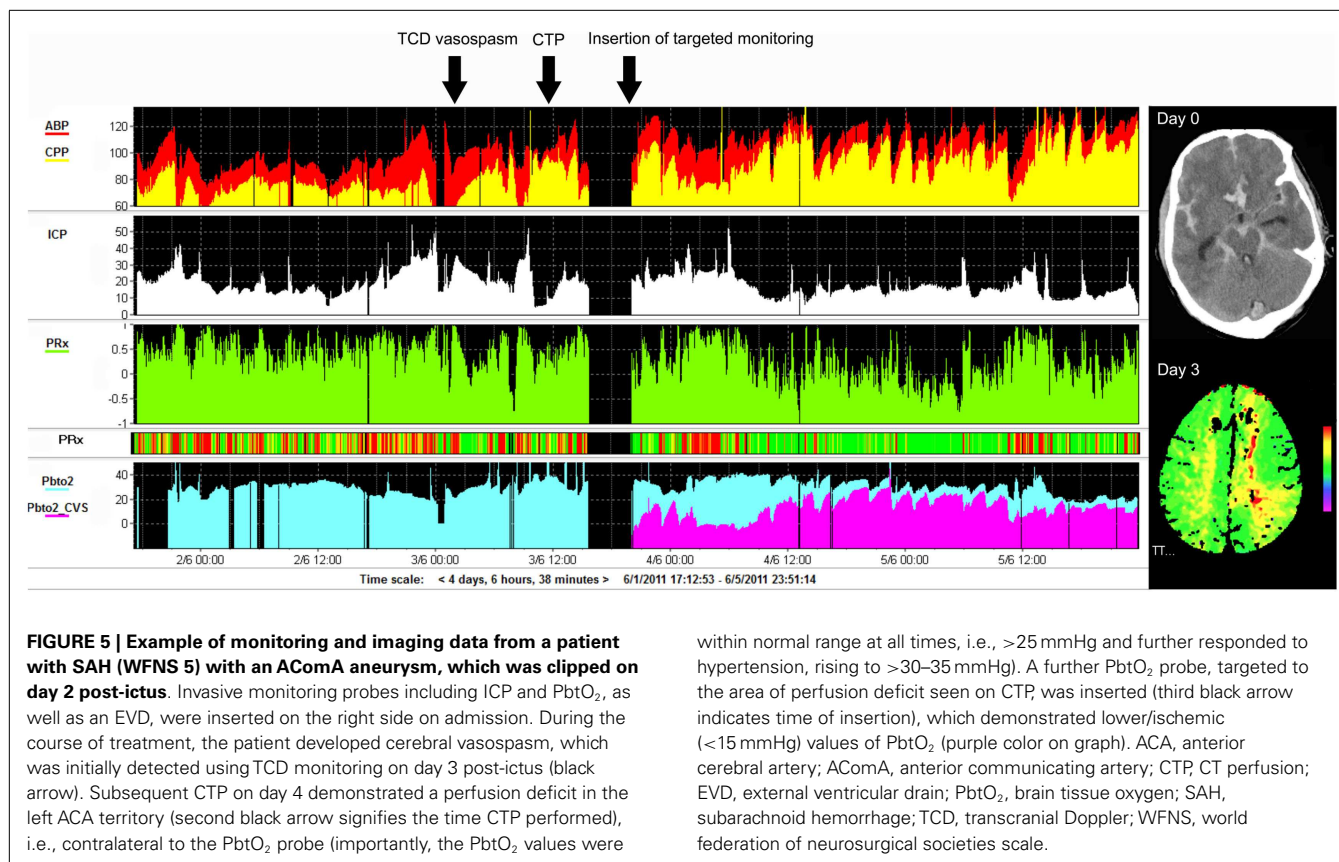 TCD vasospasm CTP Insertion of targeted monitoring
ABP
CPP
120
100
80
60
ICP
50
40
30
20
10
0
PRx
1
0.5
0
-0.5
-1
PRx
Pbto2
Pbto2_CVS
40
20
0
2/6 00:00 2/6 12:00 3/6 00:00 3/6 12:00 4/6 00:00 4/6 12:00 5/6 00:00 5/6 12:00
Time scale: < 4 days, 6 hours, 38 minutes > 6/1/2011 17:12:53 - 6/5/2011 23:51:14
Day 0
Day 3
TT...
FIGURE 5 | Example of monitoring and imaging data from a patient
with SAH (WFNS 5) with an AComA aneurysm, which was clipped on
day 2 post-ictus. Invasive monitoring probes including ICP and PbtO₂, as
well as an EVD, were inserted on the right side on admission. During the
course of treatment, the patient developed cerebral vasospasm, which
was initially detected using TCD monitoring on day 3 post-ictus (black
arrow). Subsequent CTP on day 4 demonstrated a perfusion deficit in the
left ACA territory (second black arrow signifies the time CTP performed),
i.e., contralateral to the PbtO₂ probe (importantly, the PbtO₂ values were
within normal range at all times, i.e., >25 mmHg and further responded to
hypertension, rising to >30–35 mmHg). A further PbtO₂ probe, targeted to
the area of perfusion deficit seen on CTP, was inserted (third black arrow
indicates time of insertion), which demonstrated lower/ischemic
(<15 mmHg) values of PbtO₂ (purple color on graph). ACA, anterior
cerebral artery; AComA, anterior communicating artery; CTP, CT perfusion;
EVD, external ventricular drain; PbtO₂, brain tissue oxygen; SAH,
subarachnoid hemorrhage; TCD, transcranial Doppler; WFNS, world
federation of neurosurgical societies scale.